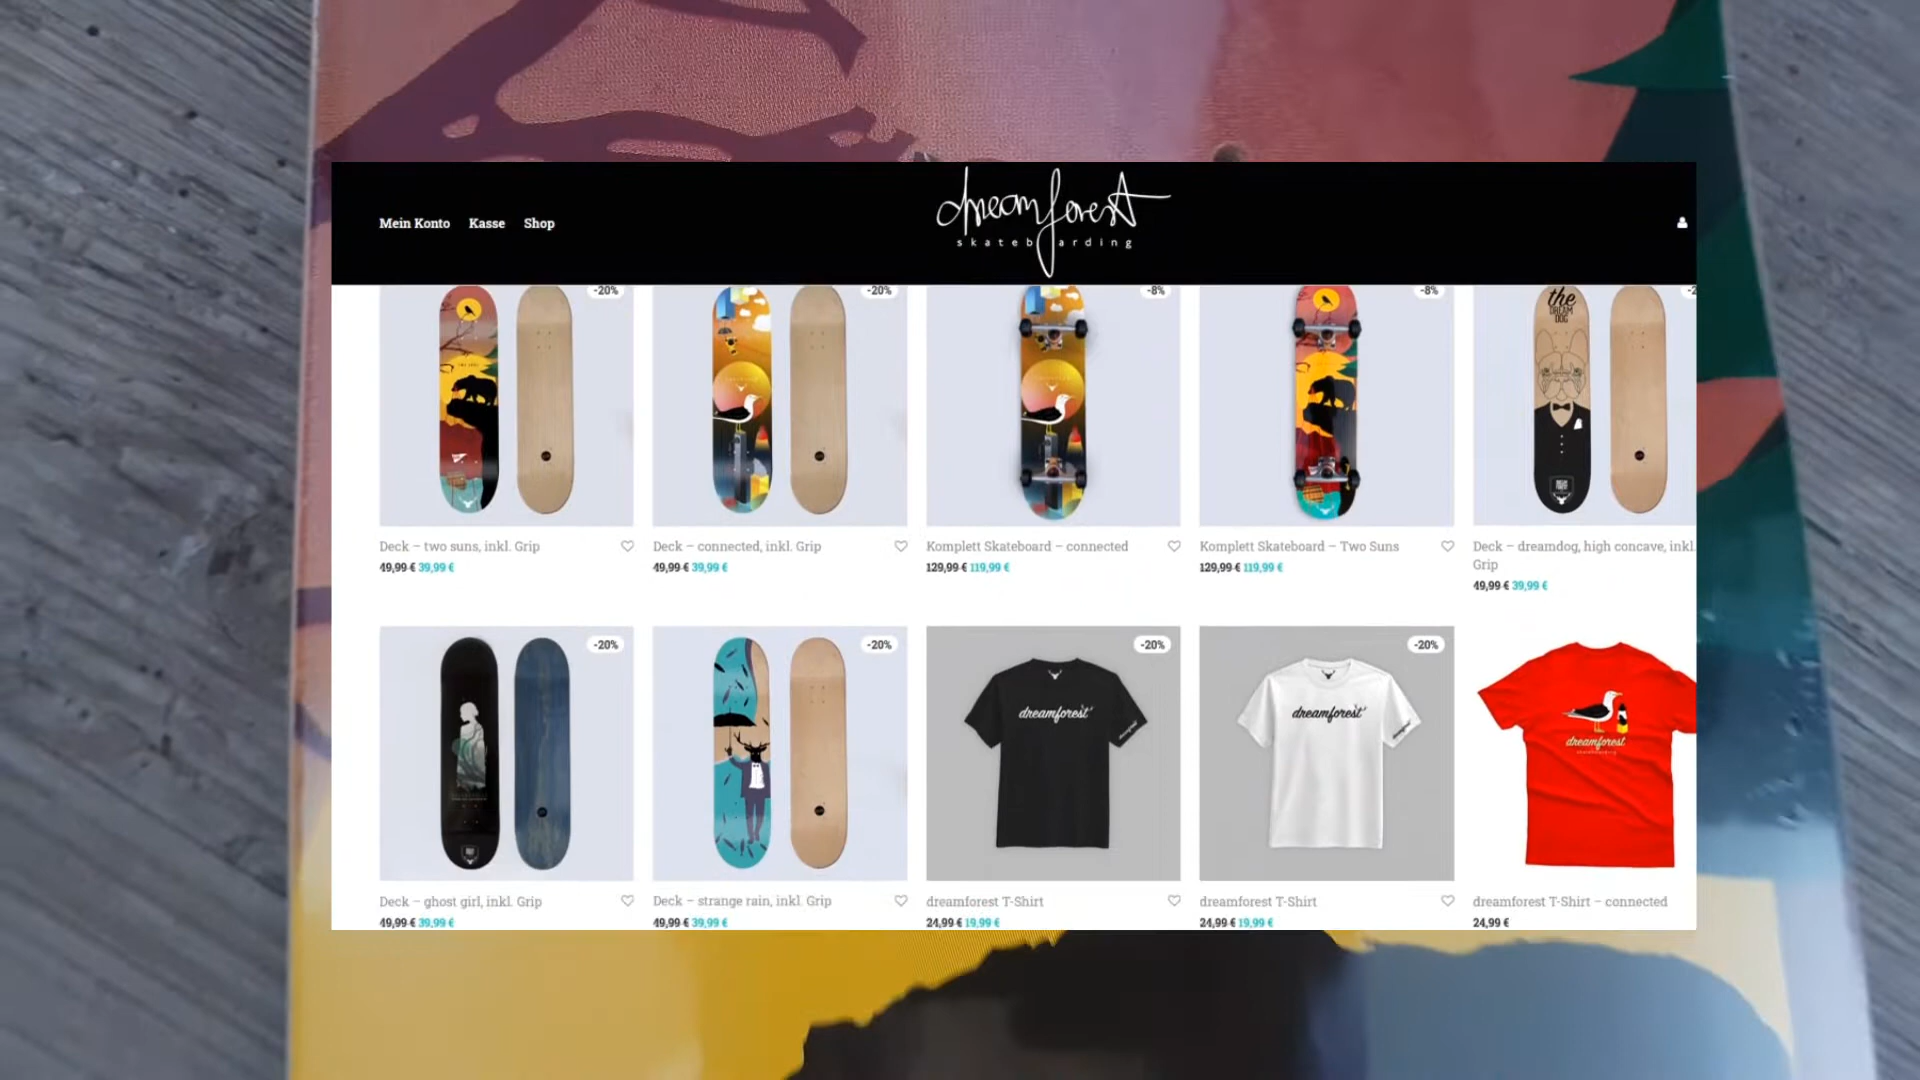 Mein Konto Kasse Shop
dreamforest
skateboarding
-20%
-20%
-8%
-8%
the
DREAM
DOG
Deck – two suns, inkl. Grip
49,99 € 39,99 €
Deck – connected, inkl. Grip
49,99 € 39,99 €
Komplett Skateboard – connected
129,99 € 119,99 €
Komplett Skateboard – Two Suns
129,99 € 119,99 €
Deck – dreamdog, high concave, inkl.
Grip
49,99 € 39,99 €
-20%
-20%
-20%
-20%
dreamforest
dreamforest
dreamforest
Deck – ghost girl, inkl. Grip
49,99 € 39,99 €
Deck – strange rain, inkl. Grip
49,99 € 39,99 €
dreamforest T-Shirt
24,99 € 19,99 €
dreamforest T-Shirt
24,99 € 19,99 €
dreamforest T-Shirt – connected
24,99 €